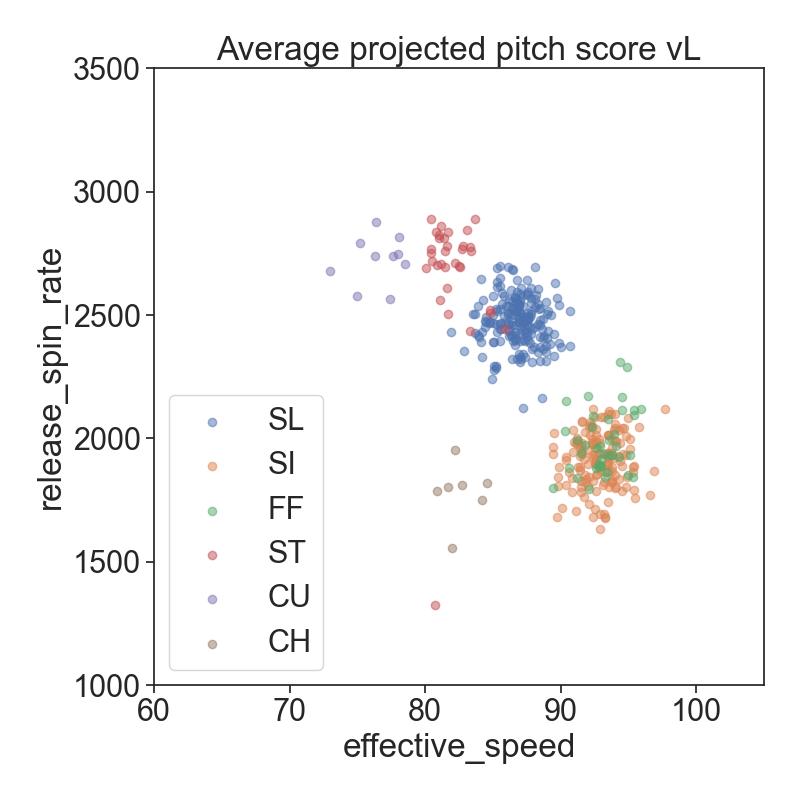 Average projected pitch score vL
3500
3000
2500
2000
1500
1000
release_spin_rate
SL
SI
FF
ST
CU
CH
60
70
80
90
100
effective_speed